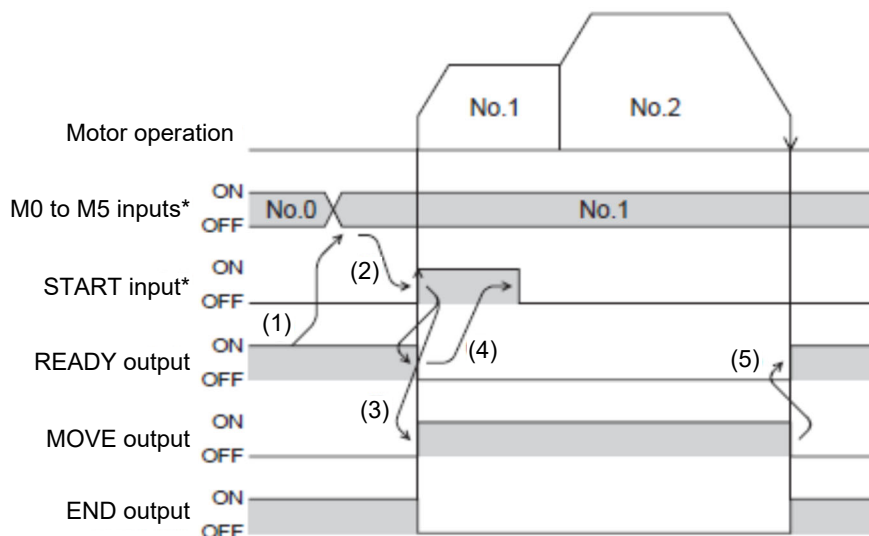 No.1
No.2
Motor operation
M0 to M5 inputs*
ON
OFF
No.0
No.1
START input*
ON
OFF
(1)
(2)
(3)
(4)
(5)
READY output
ON
OFF
MOVE output
ON
OFF
END output
ON
OFF